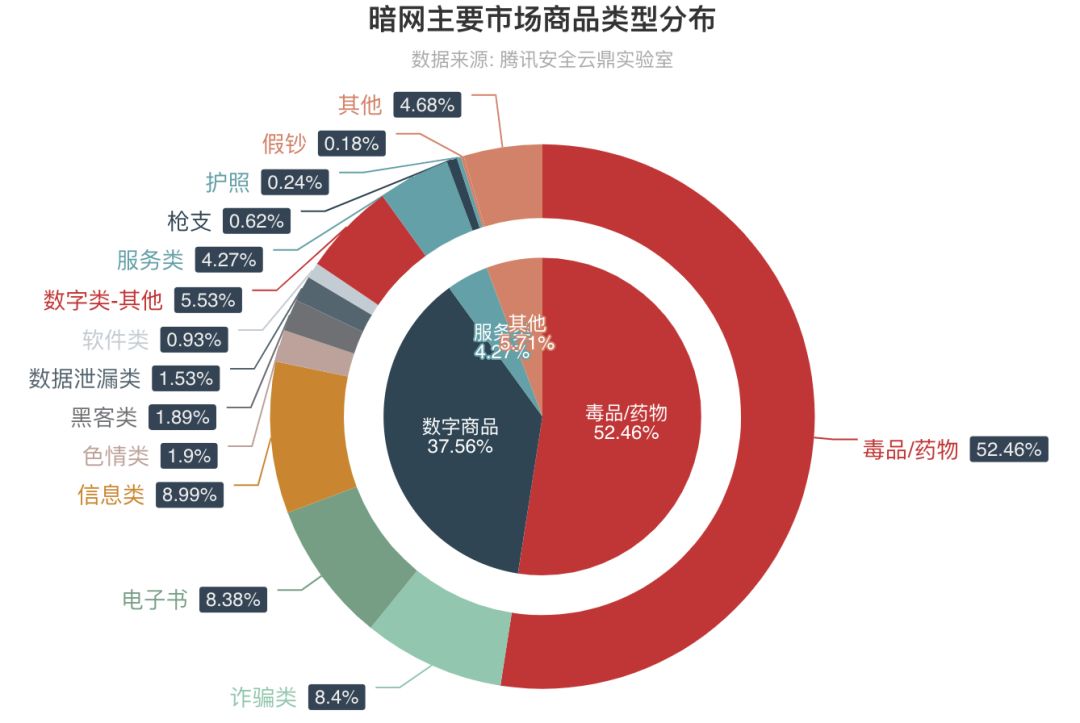 暗网主要市场商品类型分布
数据来源: 腾讯安全云鼎实验室
其他 4.68%
假钞 0.18%
护照 0.24%
枪支 0.62%
服务类 4.27%
数字类-其他 5.53%
软件类 0.93%
数据泄漏类 1.53%
黑客类 1.89%
色情类 1.9%
信息类 8.99%
电子书 8.38%
诈骗类 8.4%
毒品/药物 52.46%
其他
5.71%
服务
4.27%
数字商品
37.56%
毒品/药物
52.46%